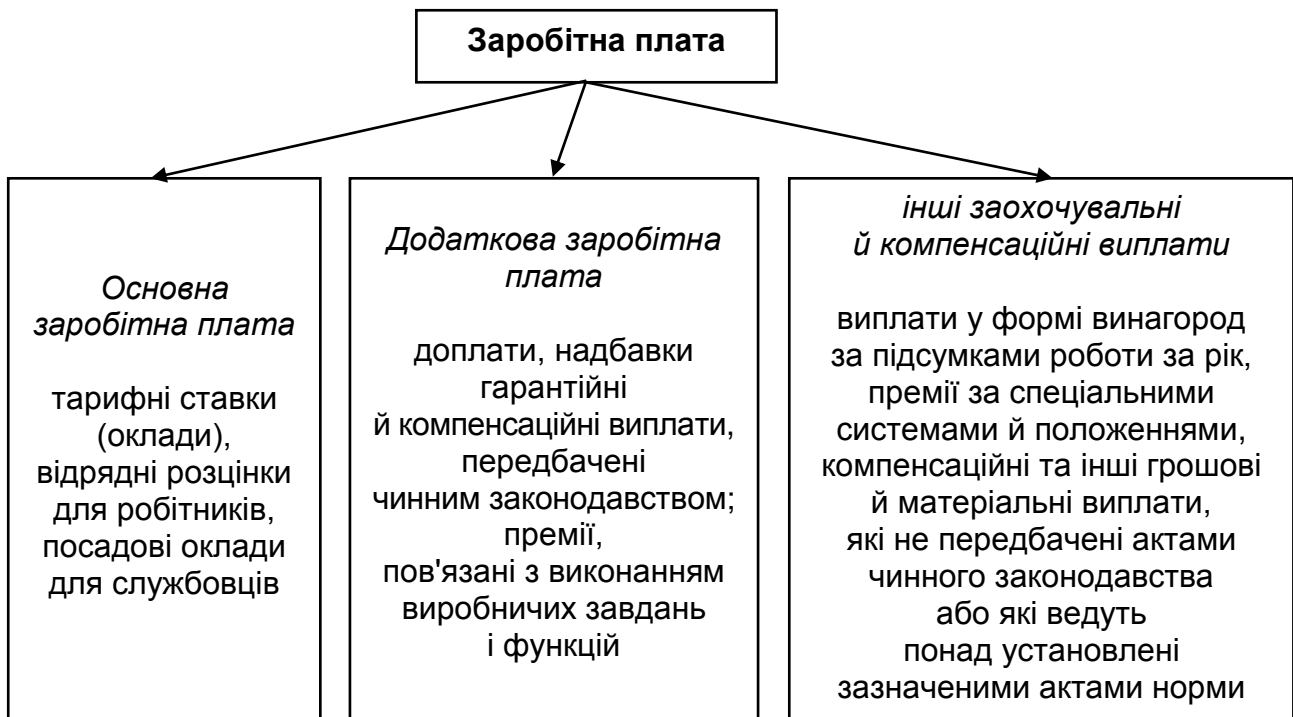 Заробітна плата
Основна
заробітна плата
тарифні ставки
(оклади),
відрядні розцінки
для робітників,
посадові оклади
для службовців
Додаткова заробітна
плата
доплати, надбавки
гарантійні
й компенсаційні виплати,
передбачені
чинним законодавством;
премії,
пов'язані з виконанням
виробничих завдань
і функцій
інші заохочувальні
й компенсаційні виплати
виплати у формі винагород
за підсумками роботи за рік,
премії за спеціальними
системами й положеннями,
компенсаційні та інші грошові
й матеріальні виплати,
які не передбачені актами
чинного законодавства
або які ведуть
понад установлені
зазначеними актами норми